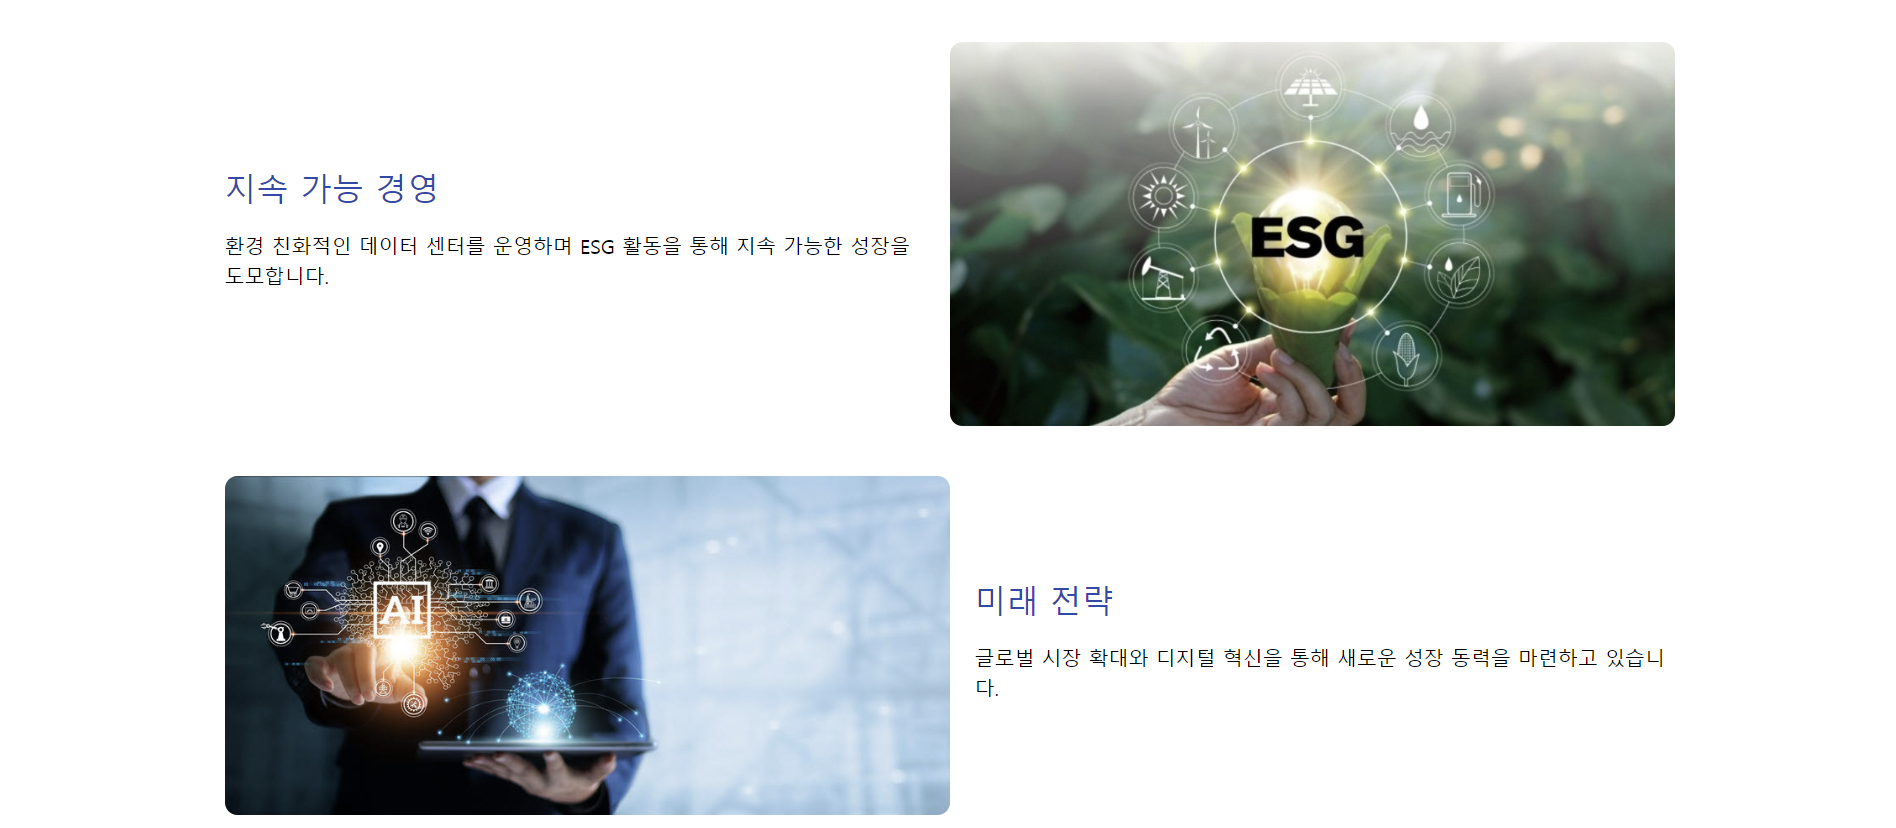 지속 가능 경영
환경 친화적인 데이터 센터를 운영하며 ESG 활동을 통해 지속 가능한 성장을
도모합니다.
ESG
AI
미래 전략
글로벌 시장 확대와 디지털 혁신을 통해 새로운 성장 동력을 마련하고 있습니
다.